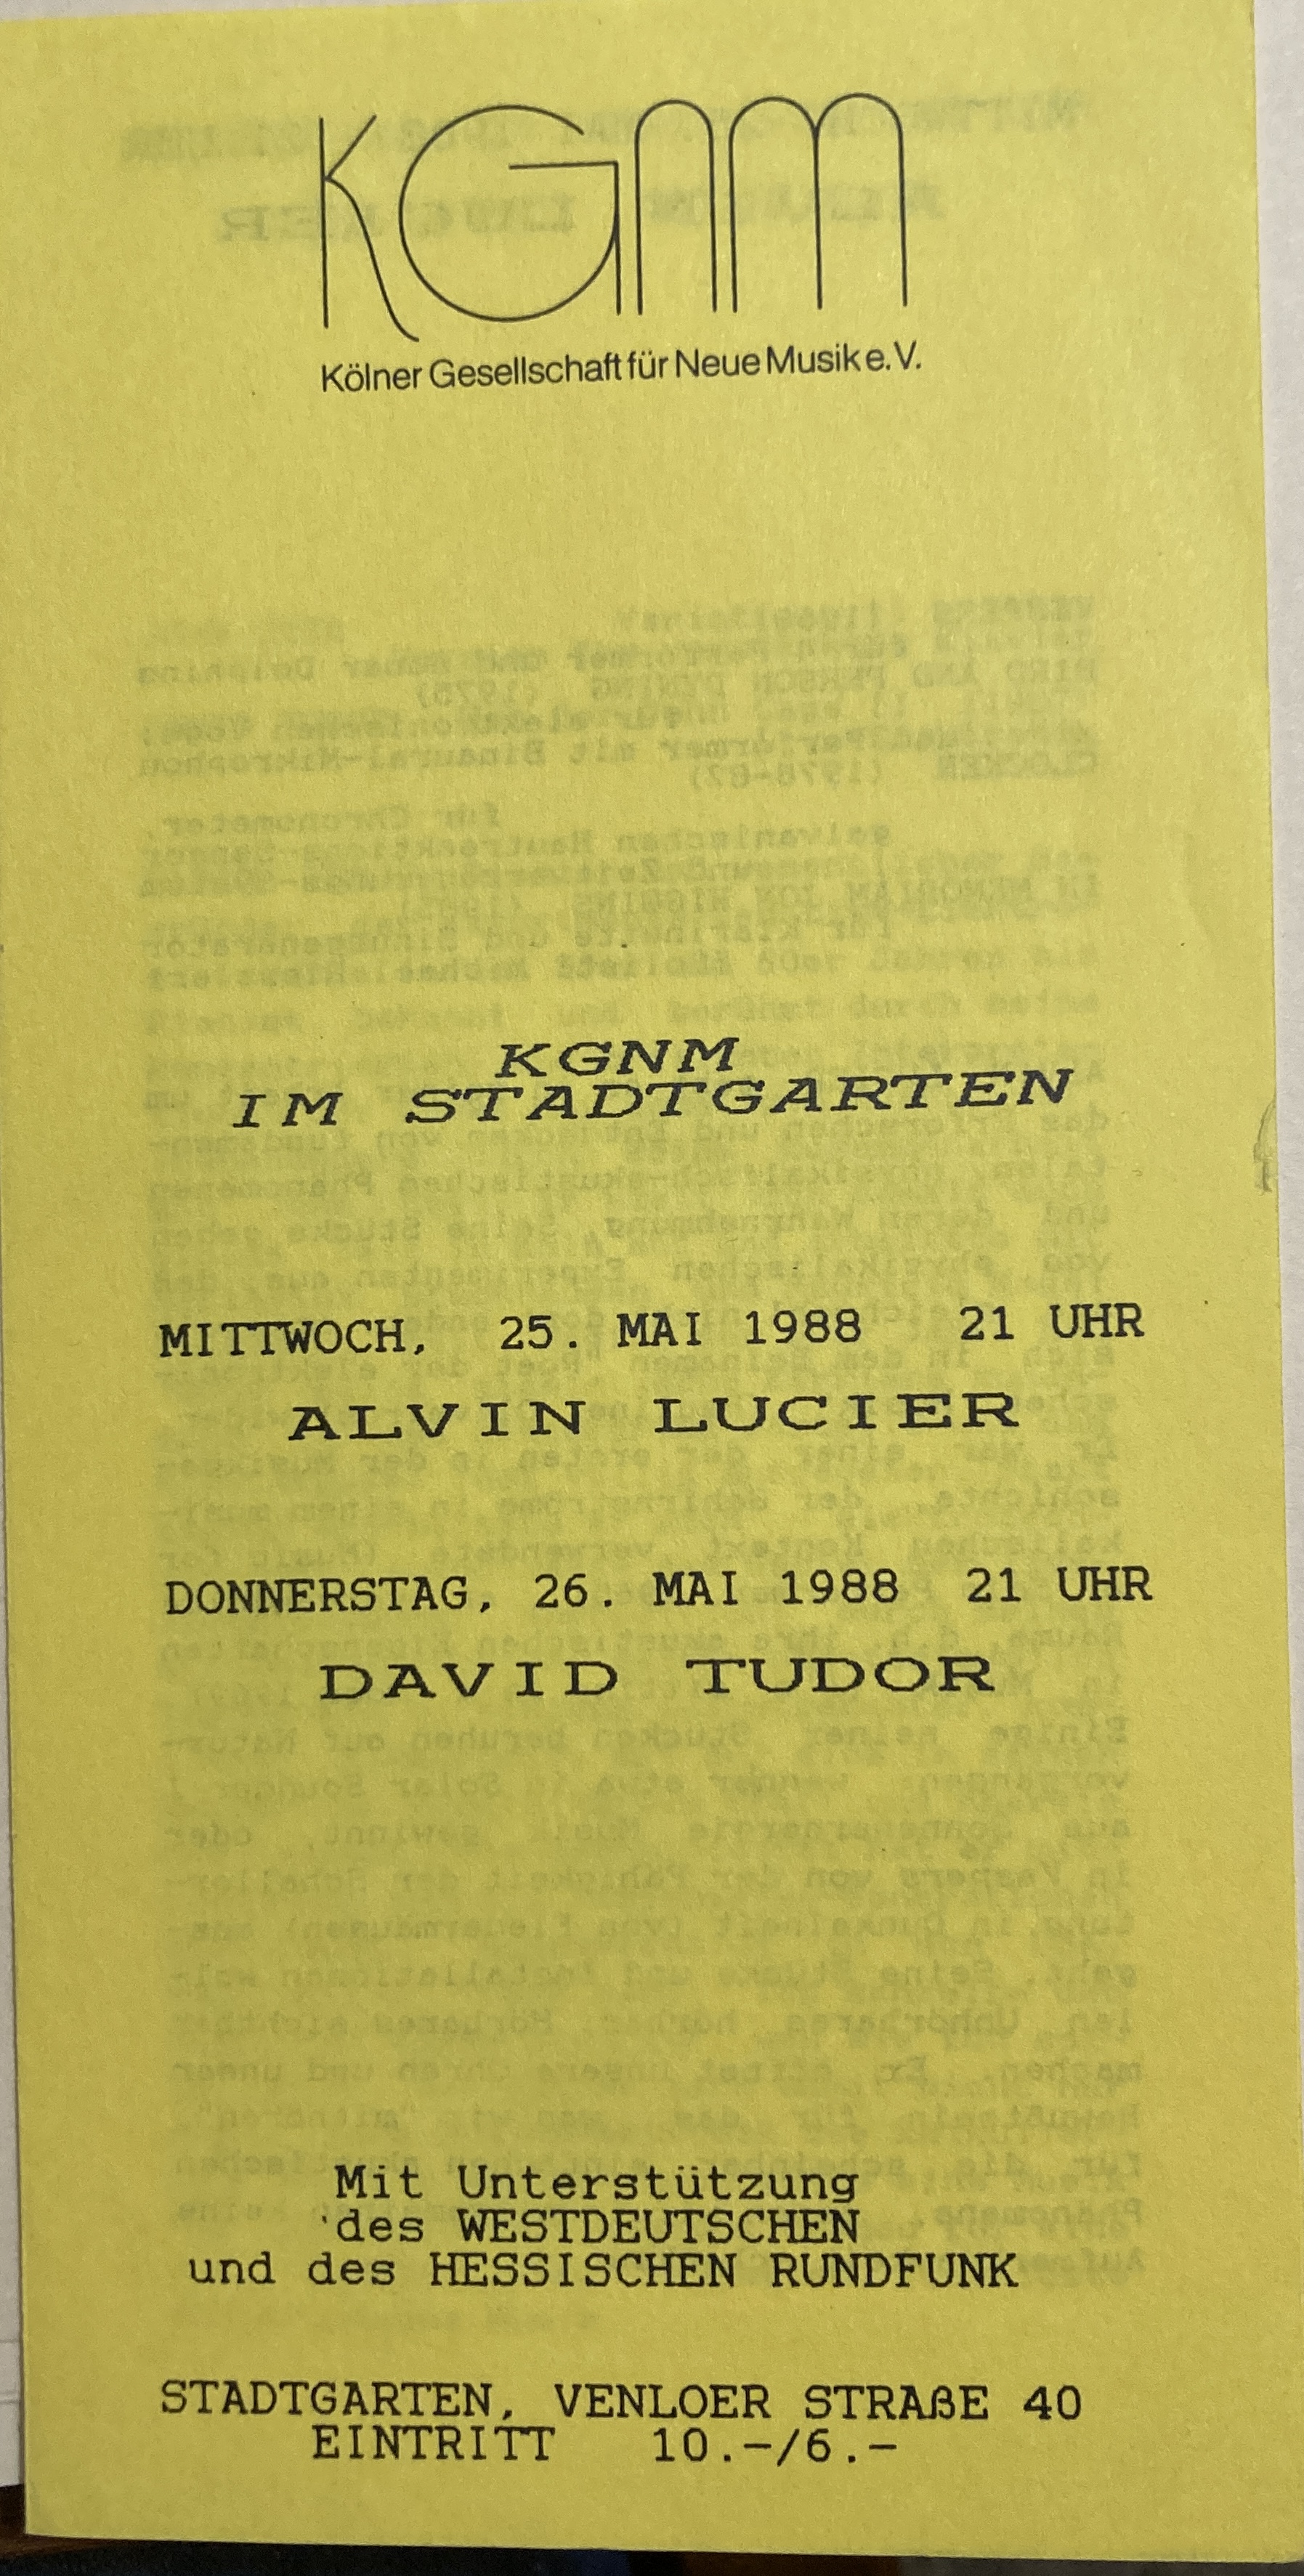 KGNM
Kölner Gesellschaft für Neue Musik e.V.
KGNM
IM STADTGARTEN
MITTWOCH, 25. MAI 1988 21 UHR
ALVIN LUCIER
DONNERSTAG, 26. MAI 1988 21 UHR
DAVID TUDOR
Mit Unterstützung
des WESTDEUTSCHEN
und des HESSISCHEN RUNDFUNK
STADTGARTEN, VENLOER STRAßE 40
EINTRITT 10.-/6.-